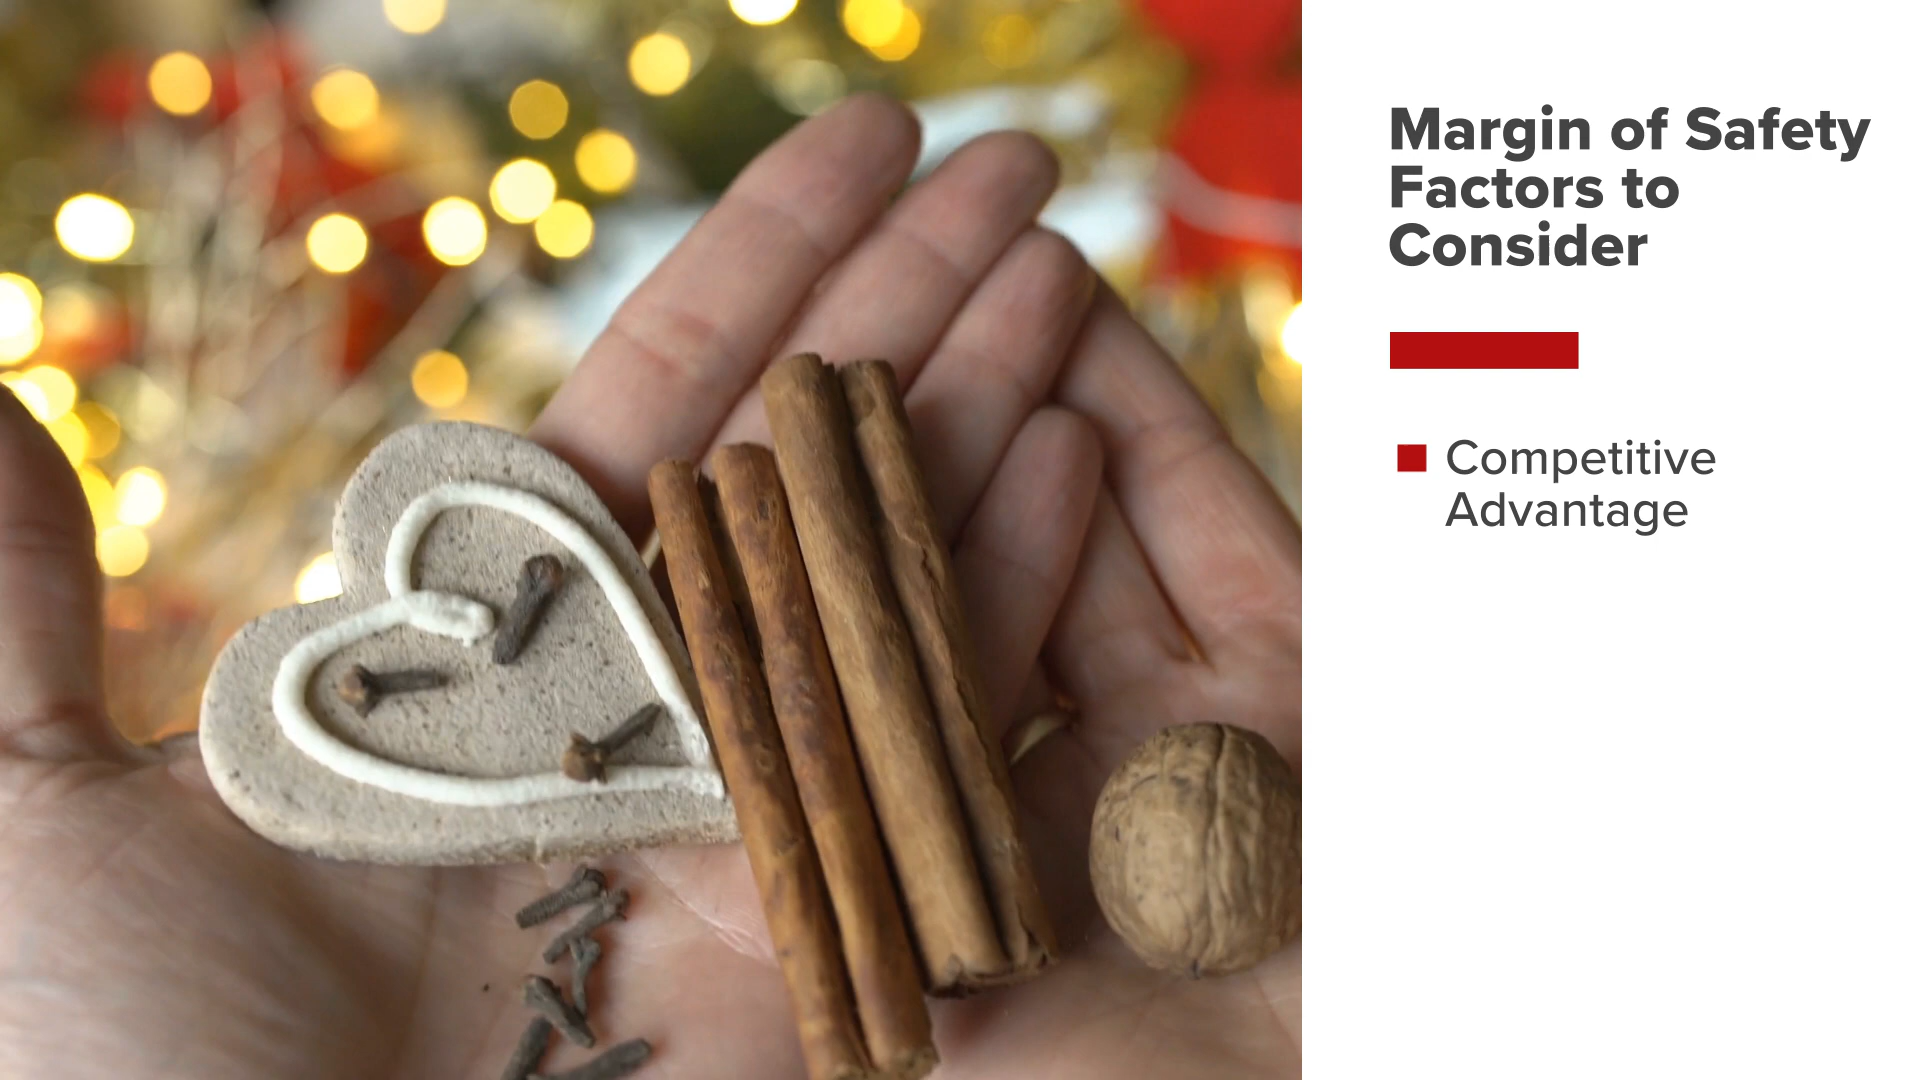 Margin of Safety
Factors to
Consider
Competitive
Advantage